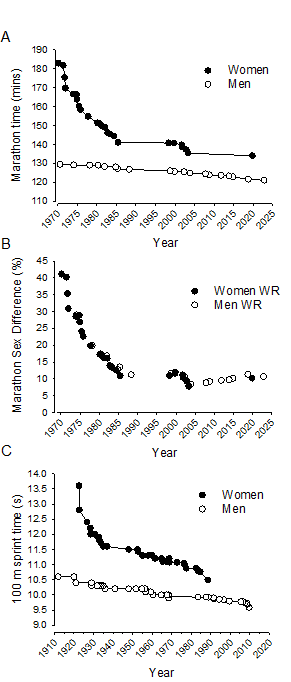 A
190
180
170
160
150
140
130
120
110
Marathon time (mins)
Women
Men
1970 1975 1980 1985 1990 1995 2000 2005 2010 2015 2020 2025
Year
B
45
40
35
30
25
20
15
10
5
0
Marathon Sex Difference (%)
Women WR
Men WR
1970 1975 1980 1985 1990 1995 2000 2005 2010 2015 2020 2025
Year
C
14.0
13.5
13.0
12.5
12.0
11.5
11.0
10.5
10.0
9.5
9.0
100 m sprint time (s)
Women
Men
1910 1920 1930 1940 1950 1960 1970 1980 1990 2000 2010 2020
Year